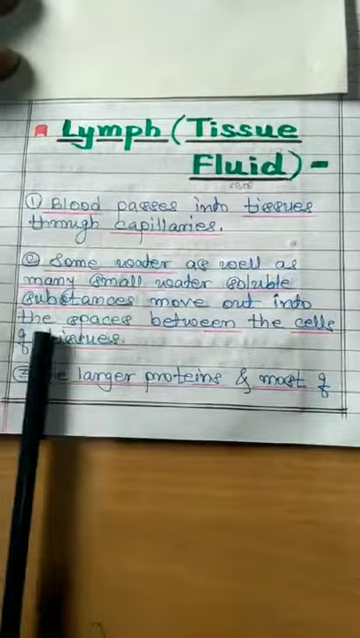 Lymph (Tissue
Fluid) -
① Blood passes into tissues
through capillaries.
② Some water as well as
many small water soluble
substances move out into
the spaces between the cells
of tissues.
③ larger proteins & most of